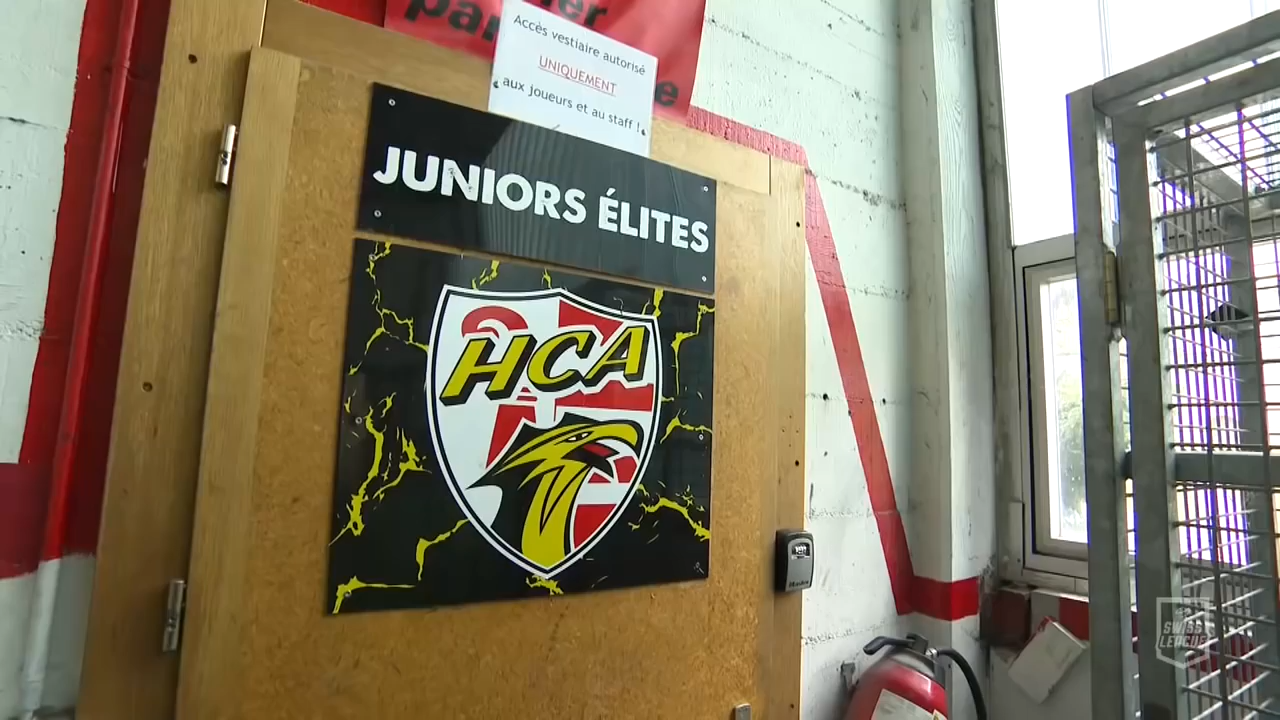 Accès vestiaire autorisé
UNIQUEMENT
aux joueurs et au staff !
JUNIORS ÉLITES
HCA
SWISS
LEAGUE